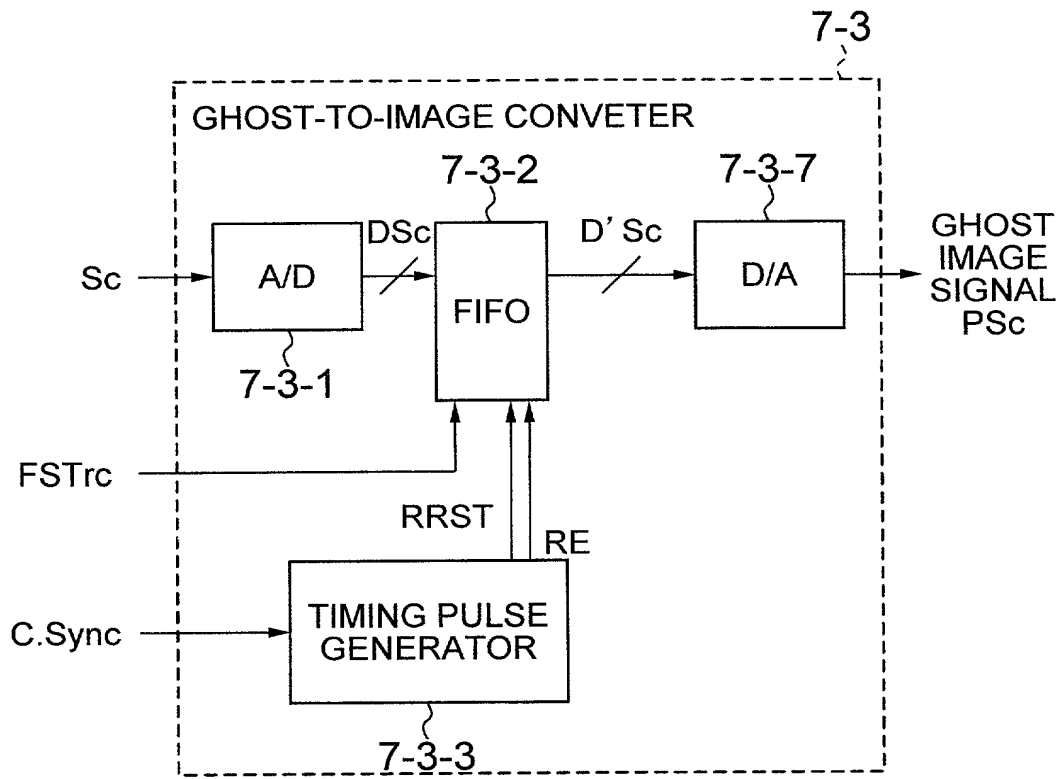 7-3
GHOST-TO-IMAGE CONVETER
7-3-2
7-3-7
DSc
D' Sc
Sc
A/D
FIFO
D/A
GHOST
IMAGE
SIGNAL
PSc
7-3-1
FSTrc
RRST
RE
C.Sync
TIMING PULSE
GENERATOR
7-3-3